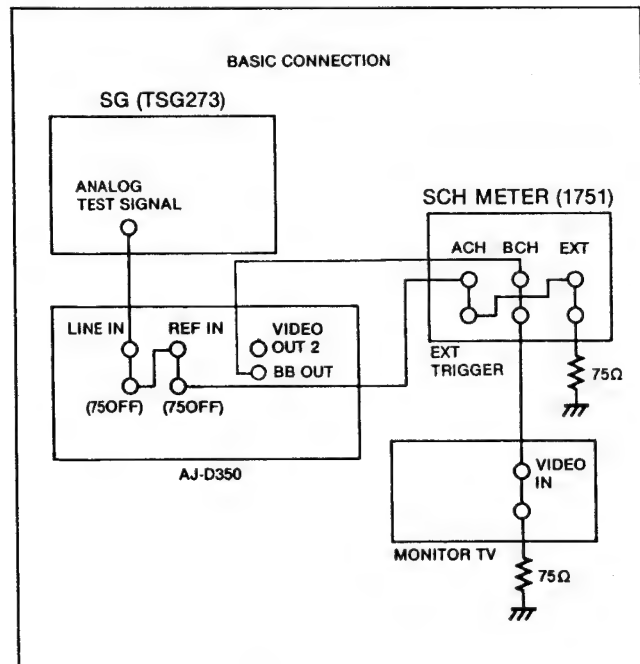 BASIC CONNECTION
SG (TSG273)
ANALOG
TEST SIGNAL
SCH METER (1751)
ACH BCH EXT
EXT
TRIGGER
75Ω
LINE IN REF IN VIDEO
OUT 2
BB OUT
(75OFF) (75OFF)
AJ-D350
VIDEO
IN
MONITOR TV
75Ω